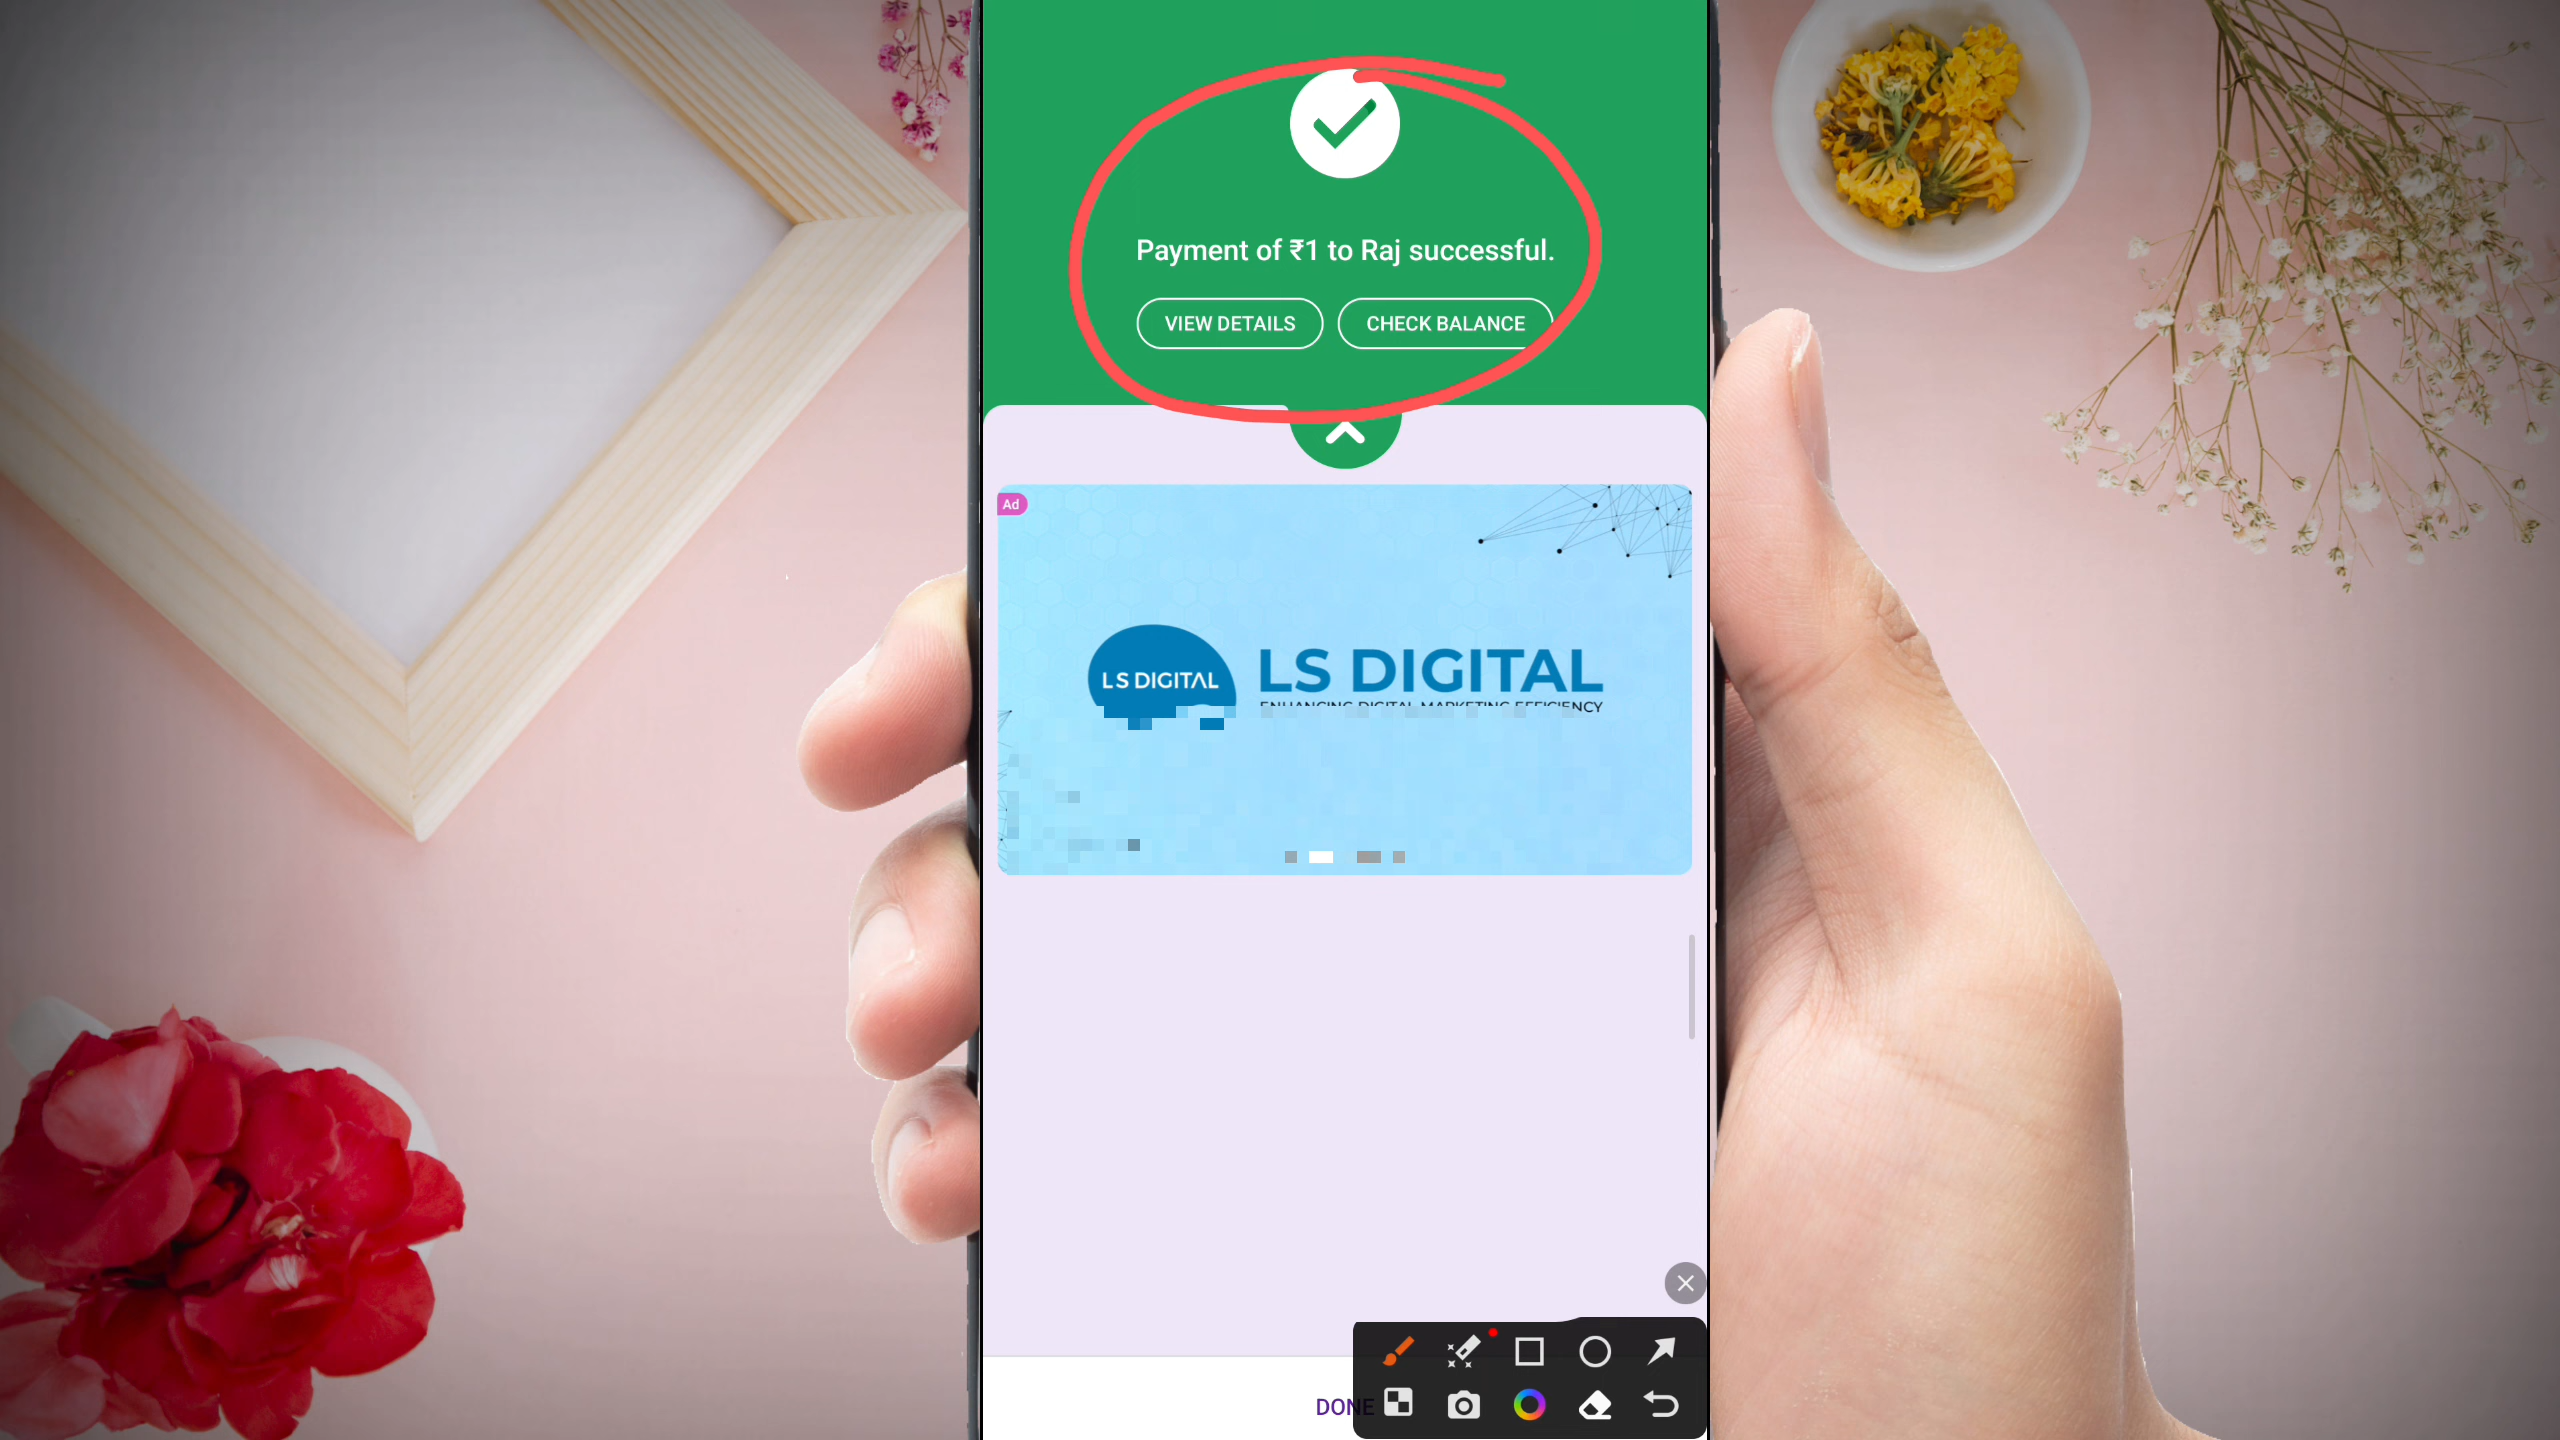 Payment of ₹1 to Raj successful.
VIEW DETAILS
CHECK BALANCE
Ad
LS DIGITAL
LS DIGITAL
ENHANCING DIGITAL MARKETING EFFICIENCY
DONE